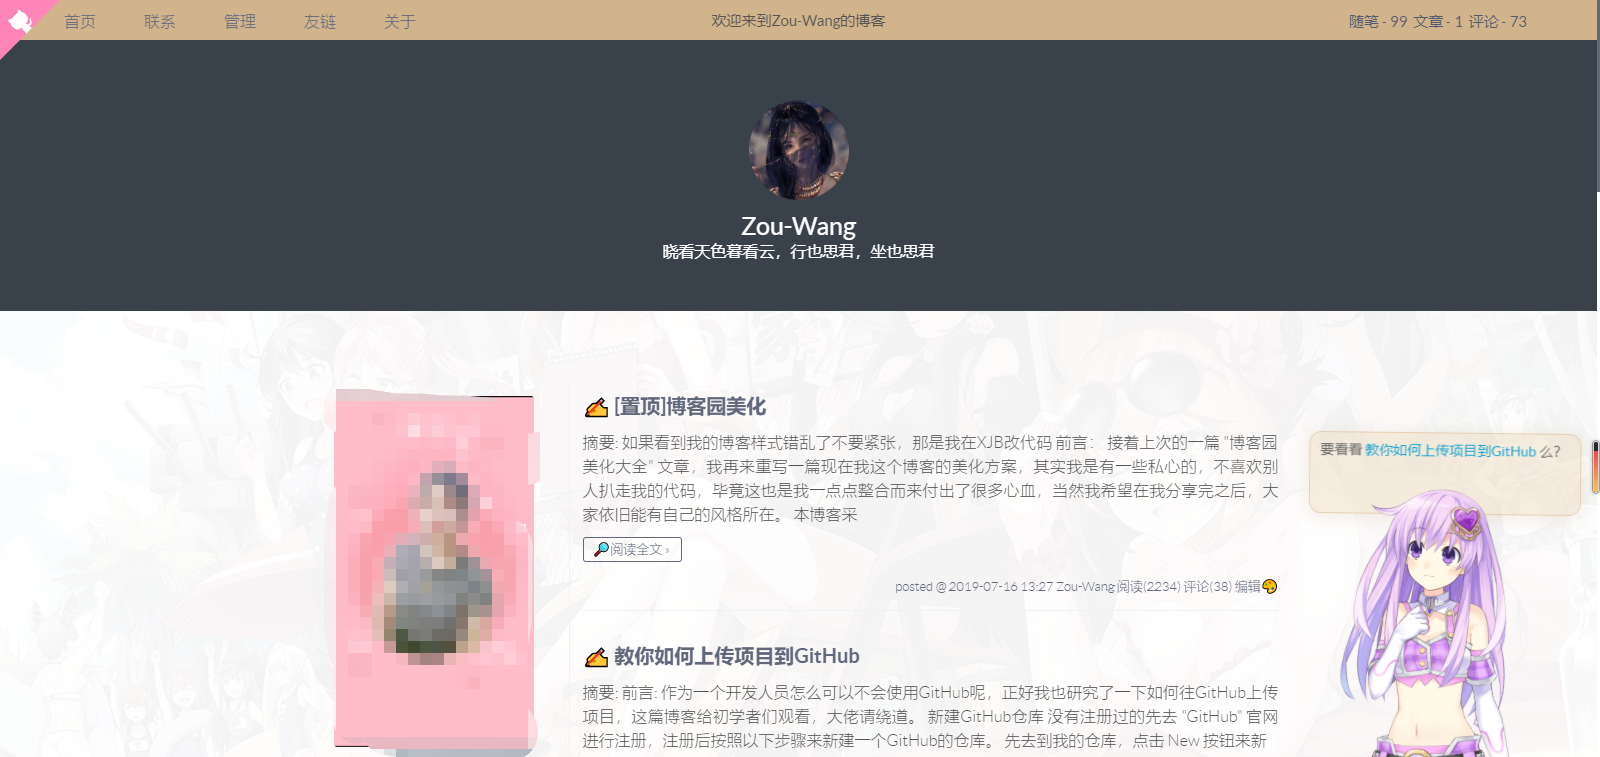 首页 联系 管理 友链 关于 欢迎来到Zou-Wang的博客 随笔 - 99 文章 - 1 评论 - 73
Zou-Wang
晓看天色暮看云，行也思君，坐也思君
[置顶]博客园美化
摘要: 如果看到我的博客样式错乱了不要紧张，那是我在XJB改代码 前言： 接着上次的一篇 "博客园
美化大全" 文章，我再来重写一篇现在我这个博客的美化方案，其实我是有一些私心的，不喜欢别
人扒走我的代码，毕竟这也是我一点点整合而来付出了很多心血，当然我希望在我分享完之后，大
家依旧能有自己的风格所在。 本博客采
阅读全文 »
posted @ 2019-07-16 13:27 Zou-Wang 阅读(2234) 评论(38) 编辑
教你如何上传项目到GitHub
摘要: 前言: 作为一个开发人员怎么可以不会使用GitHub呢，正好我也研究了一下如何往GitHub上传
项目，这篇博客给初学者们观看，大佬请绕道。 新建GitHub仓库 没有注册过的先去 "GitHub" 官网
进行注册，注册后按照以下步骤来新建一个GitHub的仓库。 先去到我的仓库，点击 New 按钮来新
要看看 教你如何上传项目到GitHub 么？